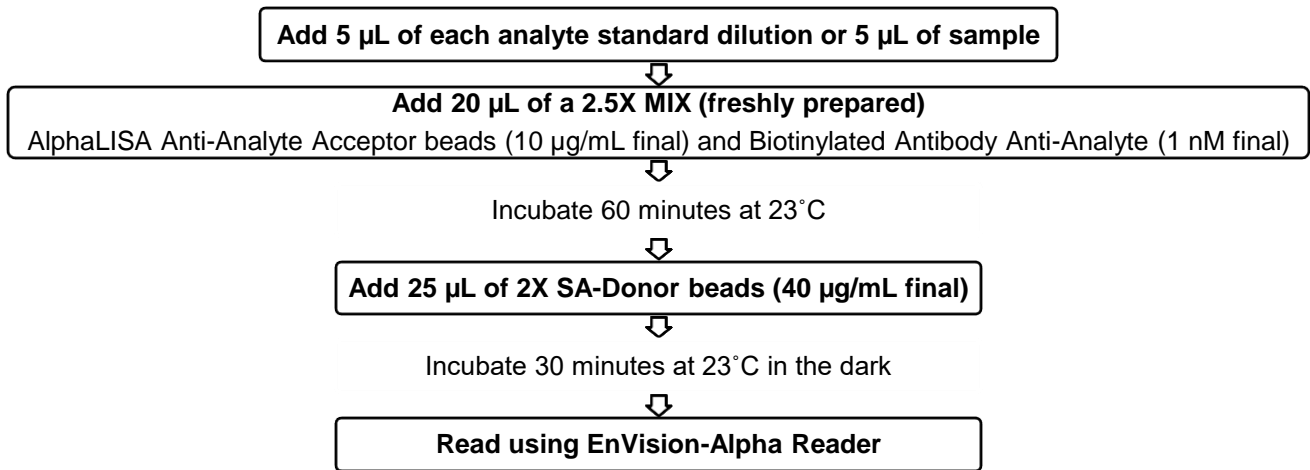 Add 5 µL of each analyte standard dilution or 5 µL of sample
Add 20 µL of a 2.5X MIX (freshly prepared)
AlphaLISA Anti-Analyte Acceptor beads (10 µg/mL final) and Biotinylated Antibody Anti-Analyte (1 nM final)
Incubate 60 minutes at 23˚C
Add 25 µL of 2X SA-Donor beads (40 µg/mL final)
Incubate 30 minutes at 23˚C in the dark
Read using EnVision-Alpha Reader